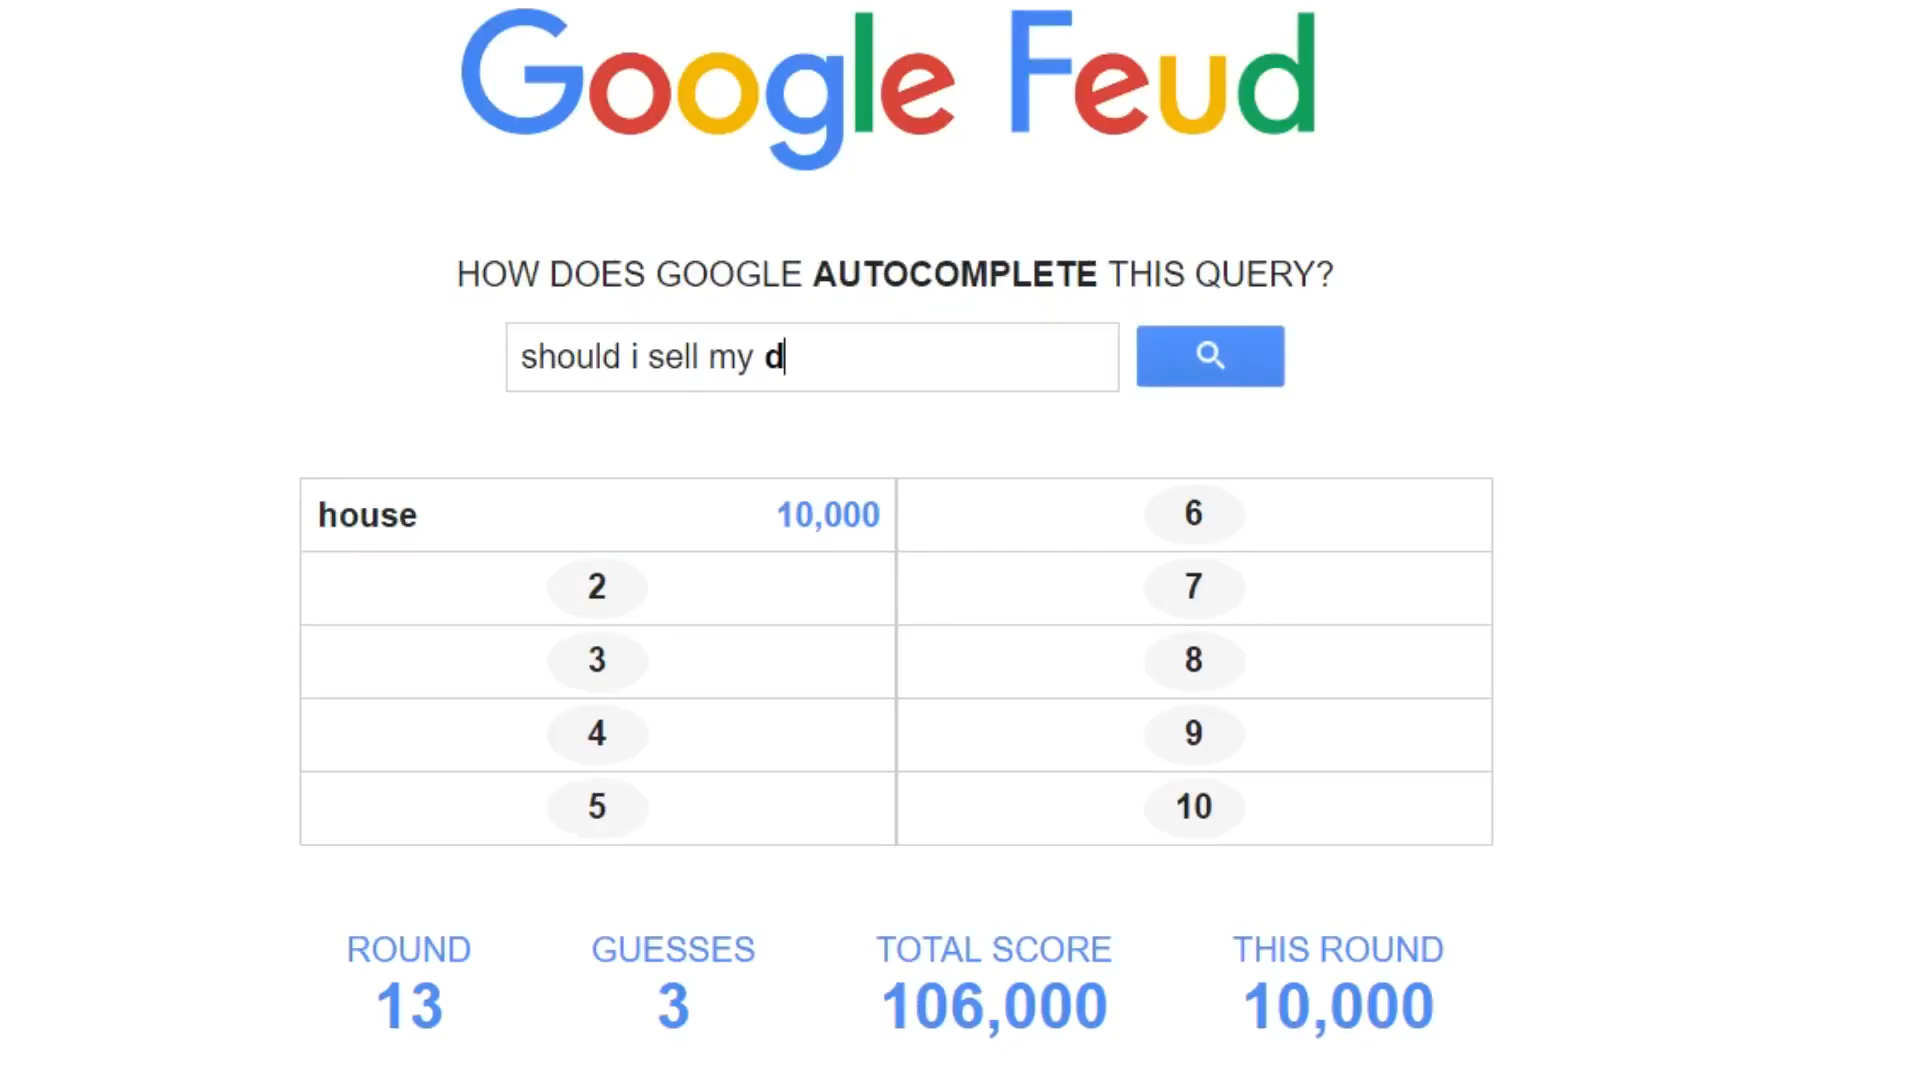 Google Feud
HOW DOES GOOGLE AUTOCOMPLETE THIS QUERY?
should i sell my d
house 10,000 6
2 7
3 8
4 9
5 10
ROUND GUESSES TOTAL SCORE THIS ROUND
13 3 106,000 10,000